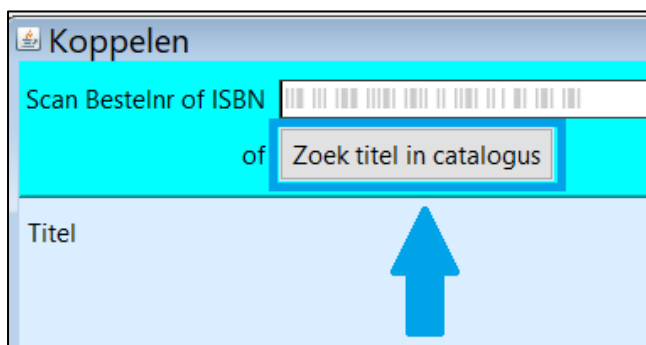 Koppelen
Scan Bestelnr of ISBN
of Zoek titel in catalogus
Titel